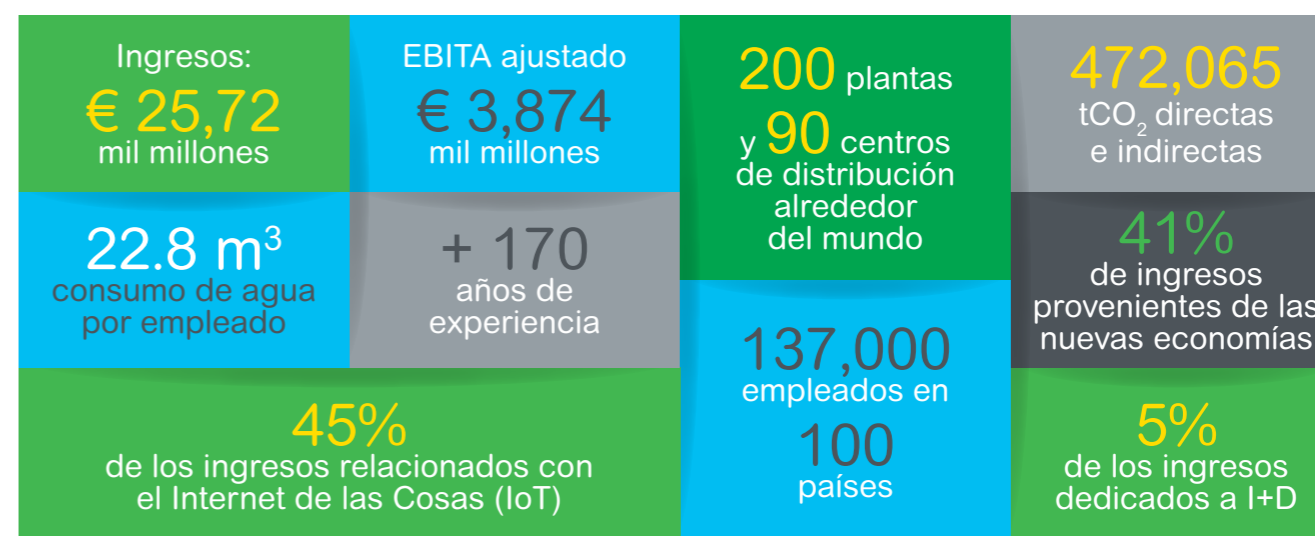 Ingresos:
€ 25,72
mil millones
EBITA ajustado
€ 3,874
mil millones
200 plantas
y 90 centros
de distribución
alrededor
del mundo
472,065
tCO₂ directas
e indirectas
22.8 m³
consumo de agua
por empleado
+ 170
años de
experiencia
41%
de ingresos
provenientes de las
nuevas economías
137,000
empleados en
100
países
45%
de los ingresos relacionados con
el Internet de las Cosas (IoT)
5%
de los ingresos
dedicados a I+D